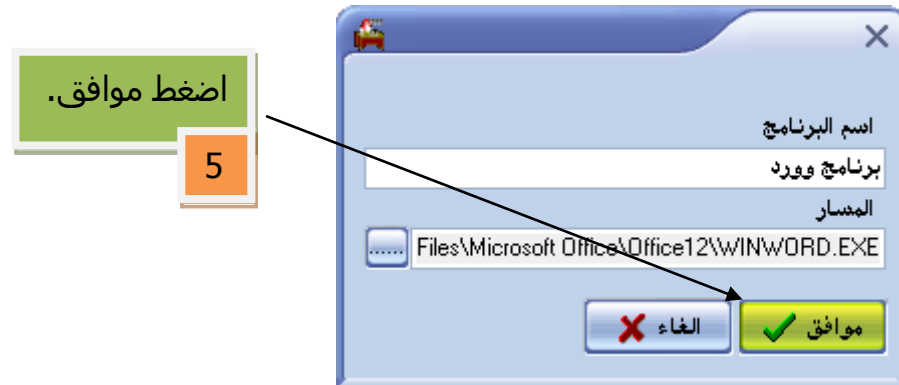 اضغط موافق.
5
اسم البرنامج
برنامج وورد
المسار
...... Files\Microsoft Office\Office12\WINWORD.EXE
موافق
الغاء